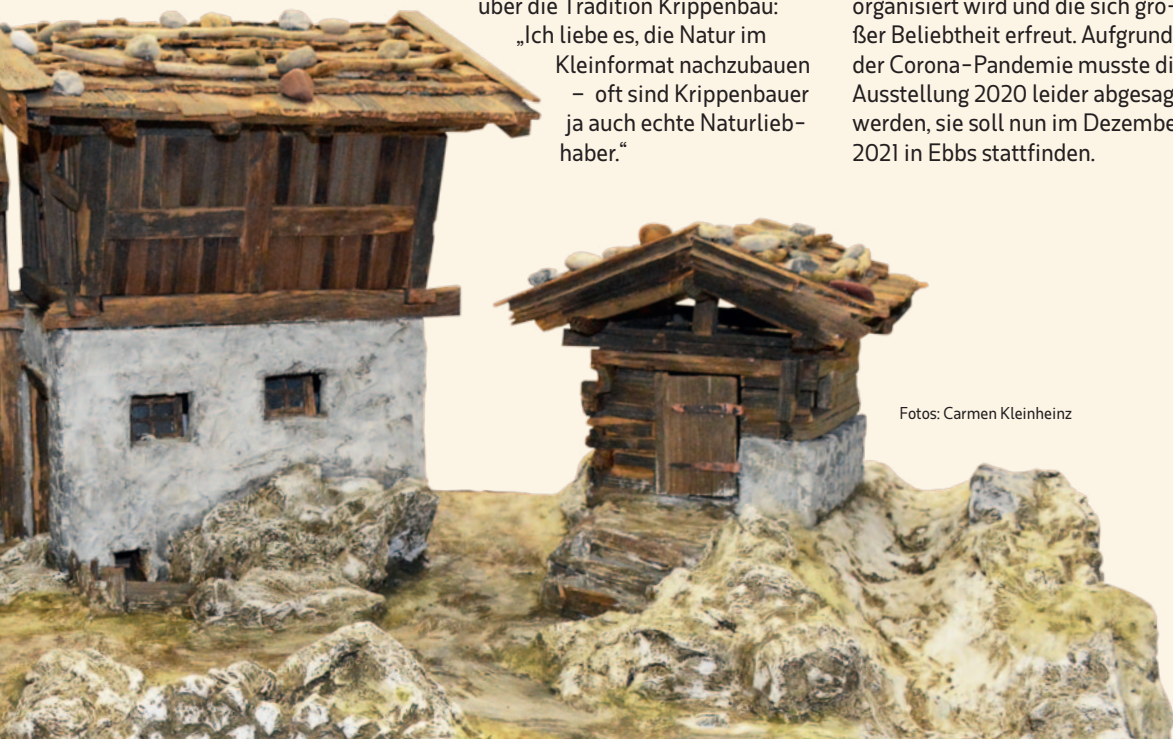 über die Tradition Krippenbau:
„Ich liebe es, die Natur im
Kleinformat nachzubauen
– oft sind Krippenbauer
ja auch echte Naturlieb-
haber.“
organisiert wird und die sich gro-
ßer Beliebtheit erfreut. Aufgrund
der Corona-Pandemie musste di
Ausstellung 2020 leider abgesag
werden, sie soll nun im Dezembe
2021 in Ebbs stattfinden.
Fotos: Carmen Kleinheinz